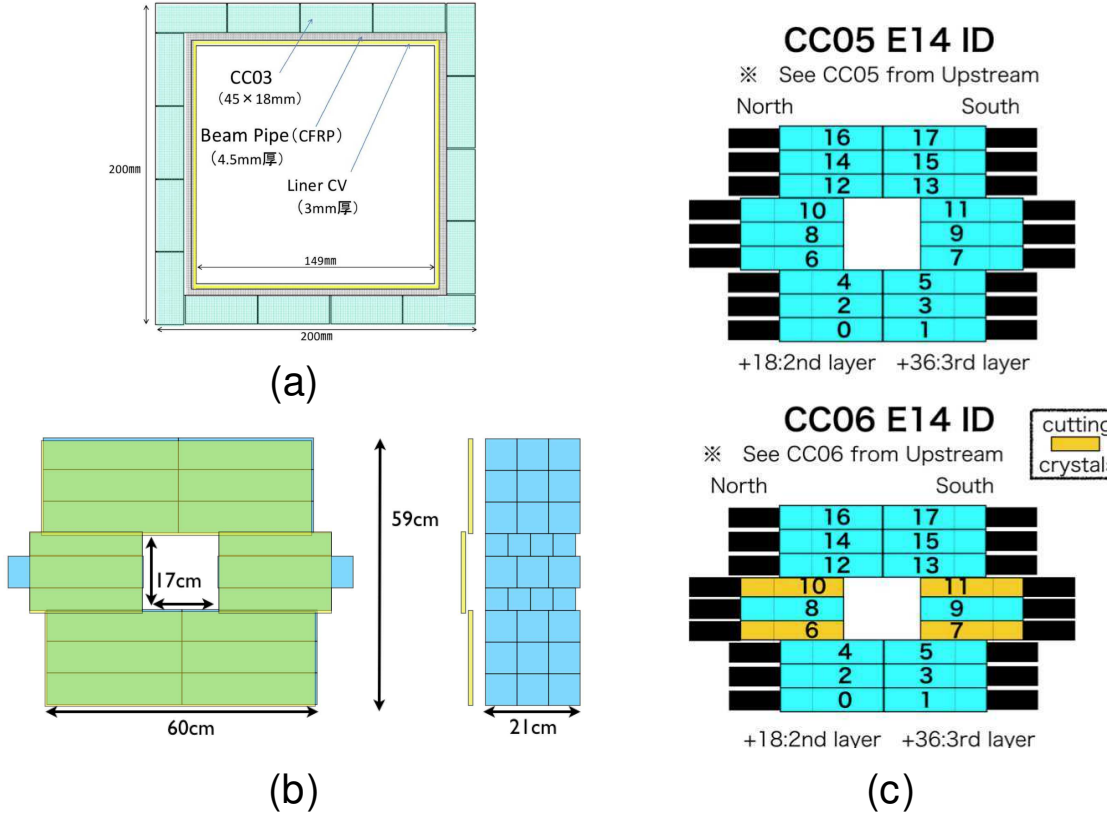 CC03
(45×18mm)
Beam Pipe(CFRP)
(4.5mm厚)
Liner CV
(3mm厚)
200mm
149mm
200mm
(a)
17cm
59cm
60cm
21cm
(b)
CC05 E14 ID
※ See CC05 from Upstream
North South
16 17
14 15
12 13
10 11
8 9
6 7
4 5
2 3
0 1
+18:2nd layer +36:3rd layer
CC06 E14 ID
※ See CC06 from Upstream
North South
cutting
crystals
16 17
14 15
12 13
10 11
8 9
6 7
4 5
2 3
0 1
+18:2nd layer +36:3rd layer
(c)